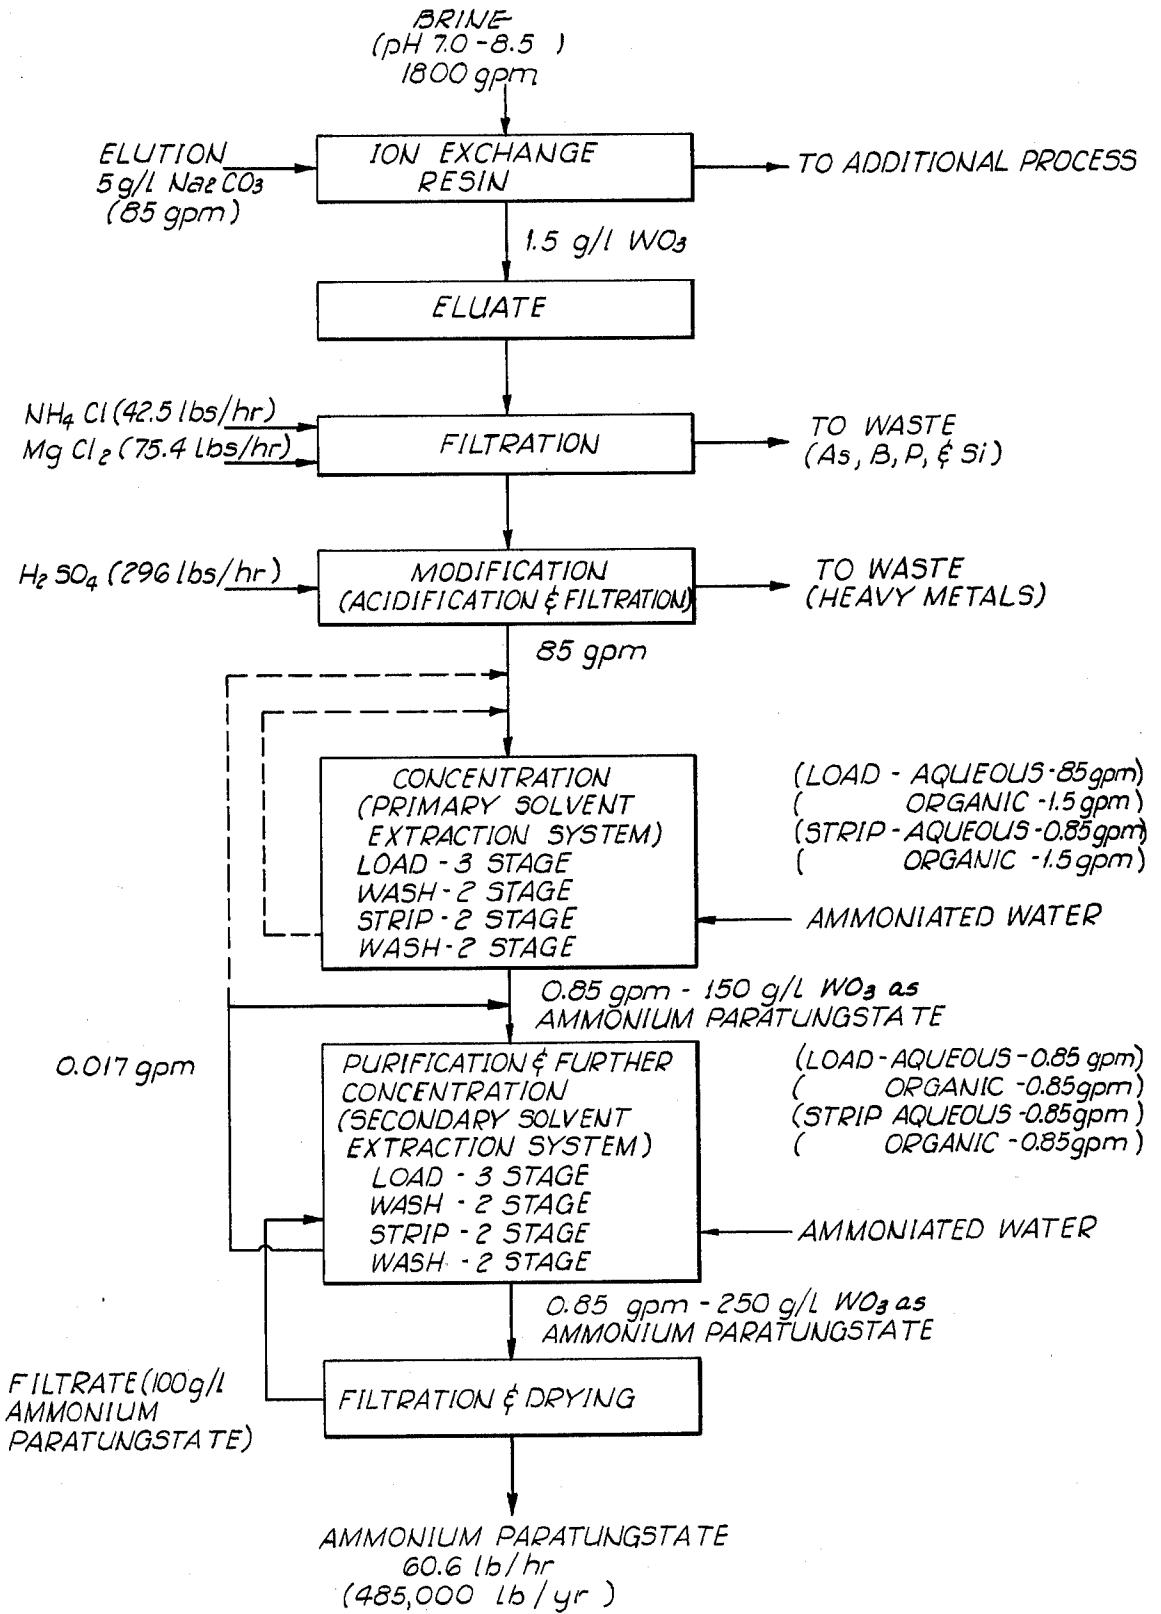 BRINE
(pH 7.0-8.5 )
1800 gpm
ELUTION
5 g/l Na2 CO3
(85 gpm)
ION EXCHANGE
RESIN
TO ADDITIONAL PROCESS
1.5 g/l WO3
ELUATE
NH4 Cl (42.5 lbs/hr)
Mg Cl2 (75.4 lbs/hr)
FILTRATION
TO WASTE
(As, B, P, & Si)
H2 SO4 (296 lbs/hr)
MODIFICATION
(ACIDIFICATION & FILTRATION)
TO WASTE
(HEAVY METALS)
85 gpm
CONCENTRATION
(PRIMARY SOLVENT
EXTRACTION SYSTEM)
LOAD - 3 STAGE
WASH - 2 STAGE
STRIP - 2 STAGE
WASH - 2 STAGE
(LOAD - AQUEOUS - 85 gpm)
( ORGANIC - 1.5 gpm)
(STRIP - AQUEOUS - 0.85 gpm)
( ORGANIC - 1.5 gpm)
AMMONIATED WATER
0.85 gpm - 150 g/l WO3 as
AMMONIUM PARATUNGSTATE
0.017 gpm
PURIFICATION & FURTHER
CONCENTRATION
(SECONDARY SOLVENT
EXTRACTION SYSTEM)
LOAD - 3 STAGE
WASH - 2 STAGE
STRIP - 2 STAGE
WASH - 2 STAGE
(LOAD - AQUEOUS - 0.85 gpm)
( ORGANIC - 0.85 gpm)
(STRIP AQUEOUS - 0.85 gpm)
( ORGANIC - 0.85 gpm)
AMMONIATED WATER
0.85 gpm - 250 g/l WO3 as
AMMONIUM PARATUNGSTATE
FILTRATE (100 g/l
AMMONIUM
PARATUNGSTATE)
FILTRATION & DRYING
AMMONIUM PARATUNGSTATE
60.6 lb/hr
(485,000 lb/yr )